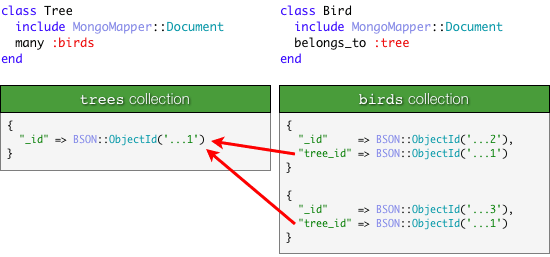 class Tree
  include MongoMapper::Document
  many :birds
end
class Bird
  include MongoMapper::Document
  belongs_to :tree
end
trees collection
{
  "_id" => BSON::ObjectId('...1')
}
birds collection
{
  "_id"     => BSON::ObjectId('...2'),
  "tree_id" => BSON::ObjectId('...1')
}
{
  "_id"     => BSON::ObjectId('...3'),
  "tree_id" => BSON::ObjectId('...1')
}